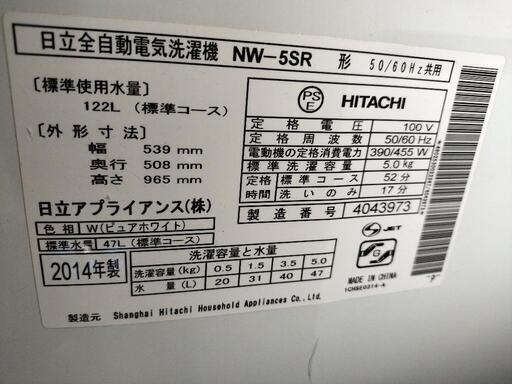 日立全自動電気洗濯機 NW-5SR 形 50/60Hz共用
〔標準使用水量〕
122L (標準コース)
〔外形寸法〕
幅 539 mm
奥行 508 mm
高さ 965 mm
日立アプライアンス(株)
色相 W(ピュアホワイト)
標準水量 47L(標準コース)
2014年製
PS
E
HITACHI
定格電圧 100 V
定格周波数 50/60 Hz
電動機の定格消費電力 390/455 W
標準洗濯容量 5.0 kg
定格時間 標準コース 52分
洗いのみ 17分
製造番号 4043973
洗濯容量と水量
洗濯容量(kg) 0.5 1.5 3.5 5.0
水量(L) 20 31 40 47
S JET
G
MADE IN CHINA
1CHSE0314-A
製造元 Shanghai Hitachi Household Appliances Co., Ltd.